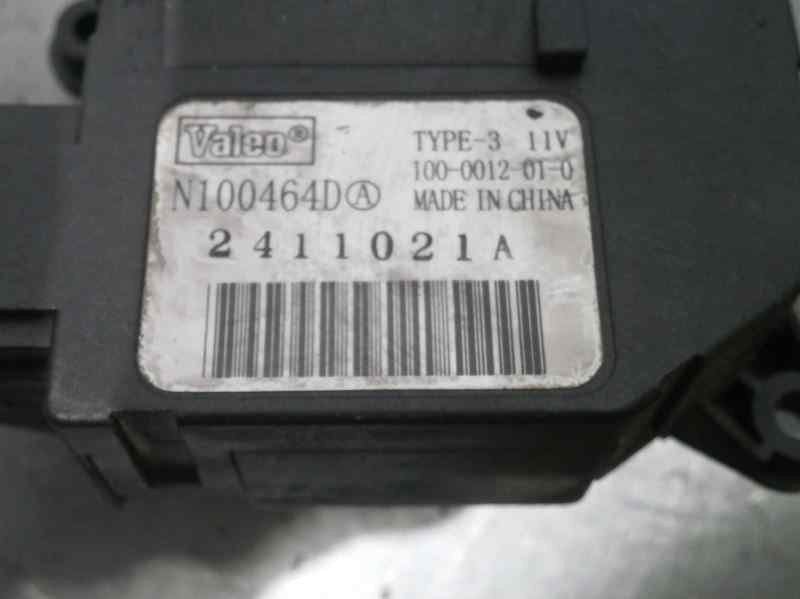 Valeo®
TYPE-3 11V
100-0012-01-0
N100464DⒶ
MADE IN CHINA
2411021A